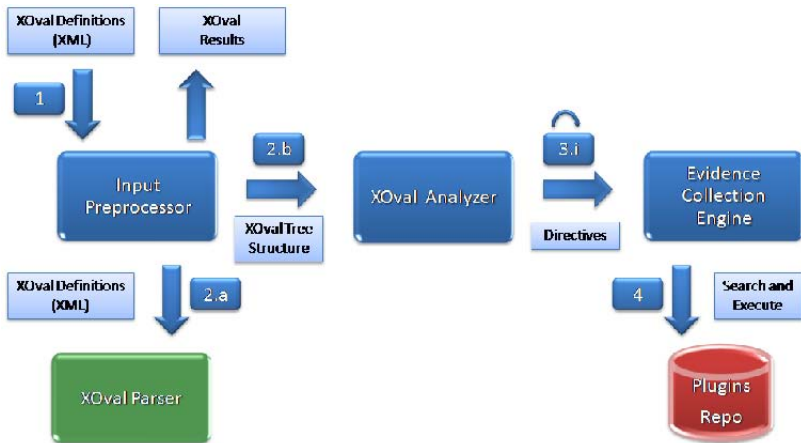 XOval Definitions
(XML)
XOval
Results
1
Input
Preprocessor
2.b
XOval Tree
Structure
XOval Analyzer
3.i
Directives
Evidence
Collection
Engine
XOval Definitions
(XML)
2.a
4
Search and
Execute
XOval Parser
Plugins
Repo